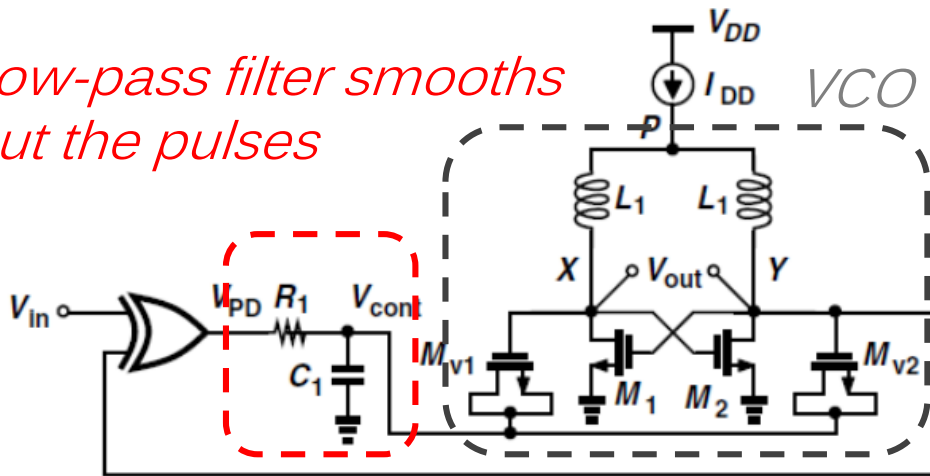 ow-pass filter smooths
ut the pulses
VCO
VDD
IDD
P
L1 L1
X Vout Y
Vin
VPD R1 Vcont
C1
Mv1
M1 M2
Mv2